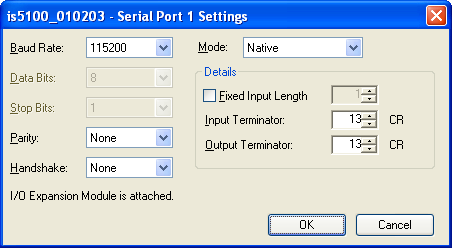 is5100_010203 - Serial Port 1 Settings
Baud Rate: 115200
Mode: Native
Data Bits: 8
Details
Fixed Input Length 1
Stop Bits: 1
Input Terminator: 13 CR
Parity: None
Output Terminator: 13 CR
Handshake: None
I/O Expansion Module is attached.
OK Cancel